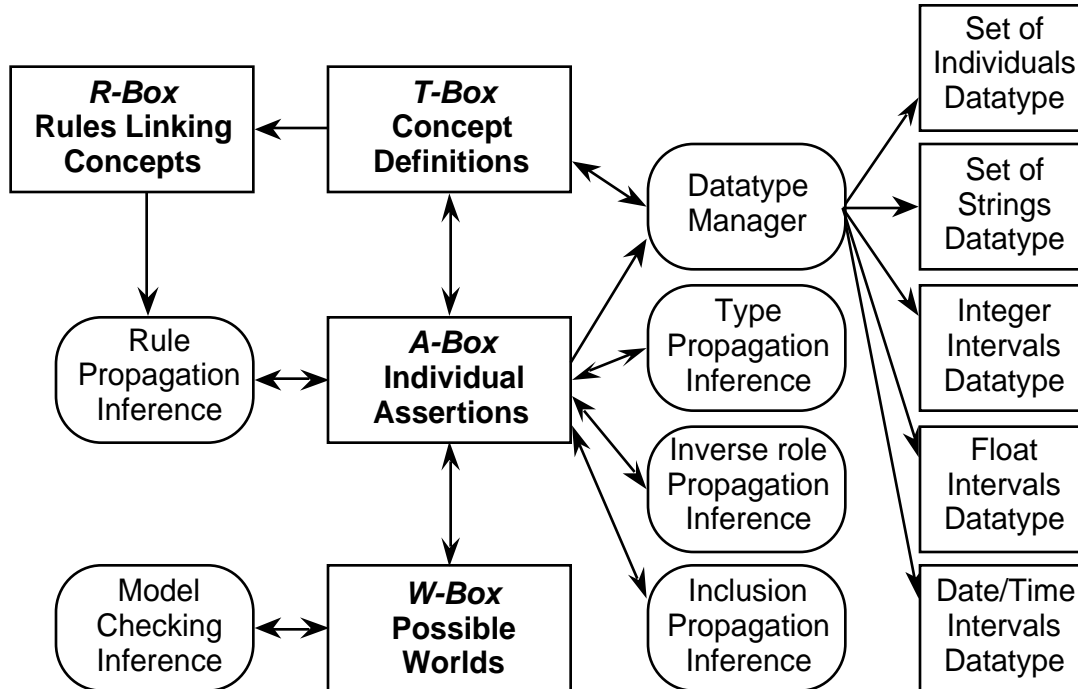 R-Box
Rules Linking
Concepts
T-Box
Concept
Definitions
Datatype
Manager
Set of
Individuals
Datatype
Set of
Strings
Datatype
Rule
Propagation
Inference
A-Box
Individual
Assertions
Type
Propagation
Inference
Integer
Intervals
Datatype
Inverse role
Propagation
Inference
Float
Intervals
Datatype
Model
Checking
Inference
W-Box
Possible
Worlds
Inclusion
Propagation
Inference
Date/Time
Intervals
Datatype